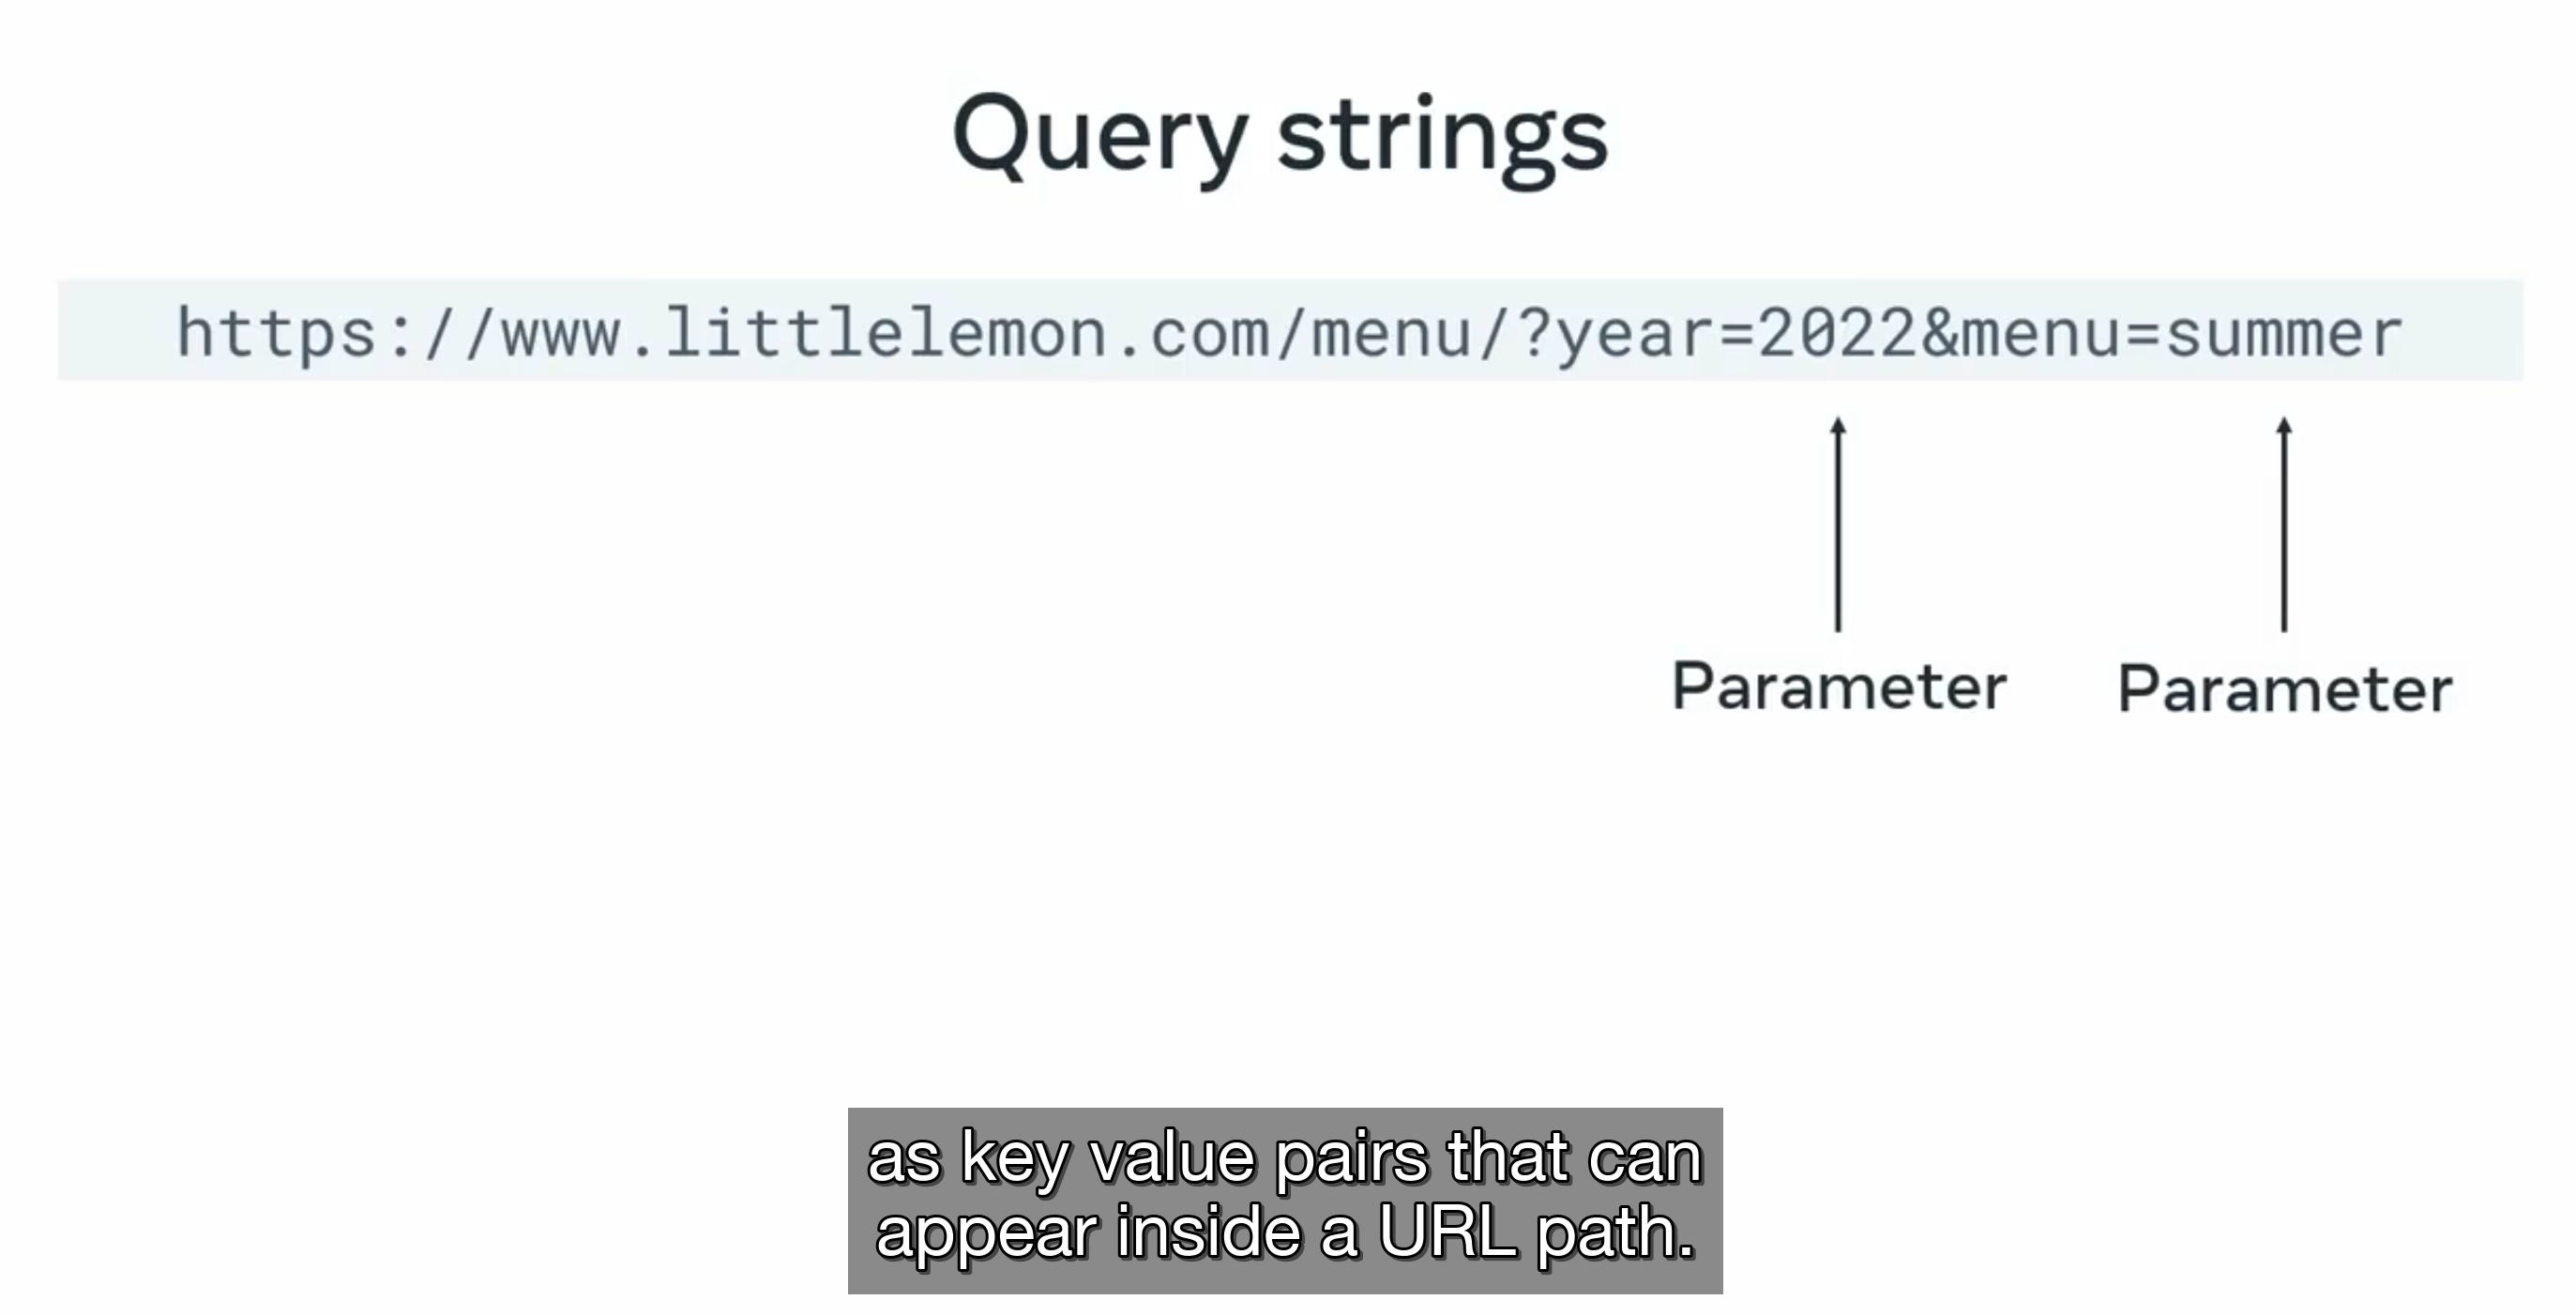 Query strings
https://www.littlelemon.com/menu/?year=2022&menu=summer
Parameter
Parameter
as key value pairs that can
appear inside a URL path.